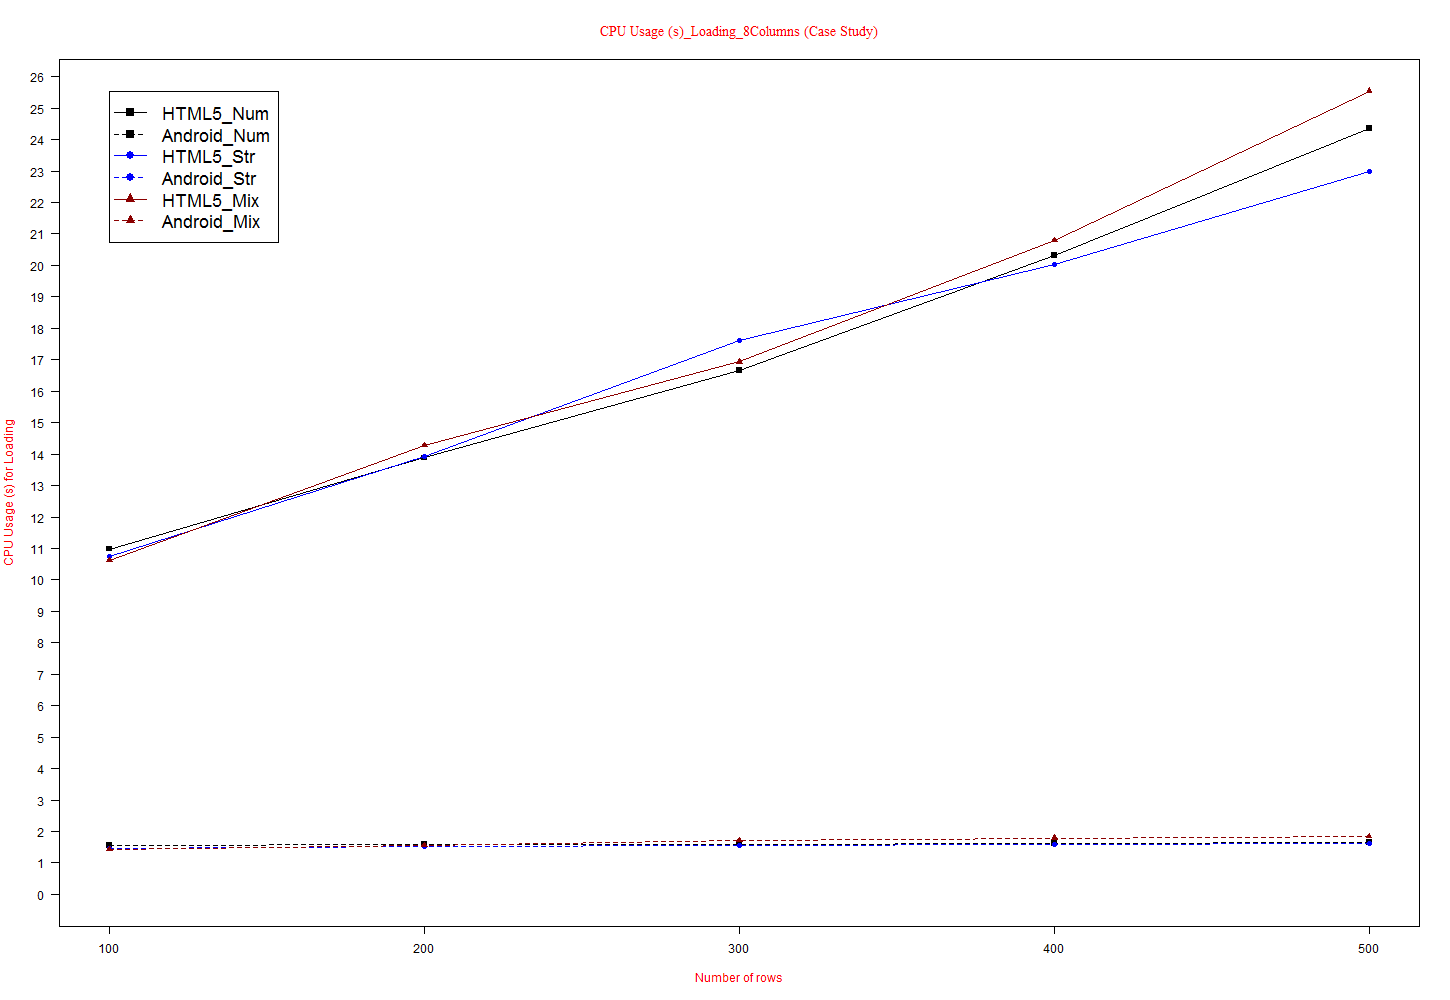 CPU Usage (s)_Loading_8Columns (Case Study)
26
25
24
23
22
21
20
19
18
17
16
15
14
13
12
11
10
9
8
7
6
5
4
3
2
1
0
HTML5_Num
Android_Num
HTML5_Str
Android_Str
HTML5_Mix
Android_Mix
CPU Usage (s) for Loading
100 200 300 400 500
Number of rows